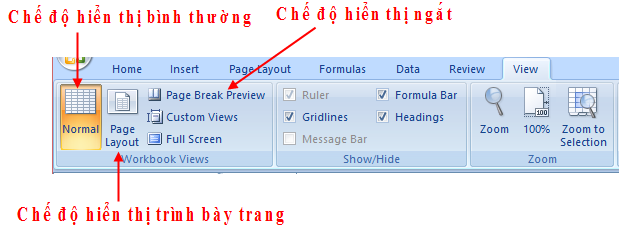 Chế độ hiển thị bình thường
Chế độ hiển thị ngắt
Home Insert Page Layout Formulas Data Review View
Normal
Page Layout
Page Break Preview
Custom Views
Full Screen
Workbook Views
Ruler
Gridlines
Message Bar
Formula Bar
Headings
Show/Hide
Zoom
100
100%
Zoom to
Selection
Zoom
Chế độ hiển thị trình bày trang